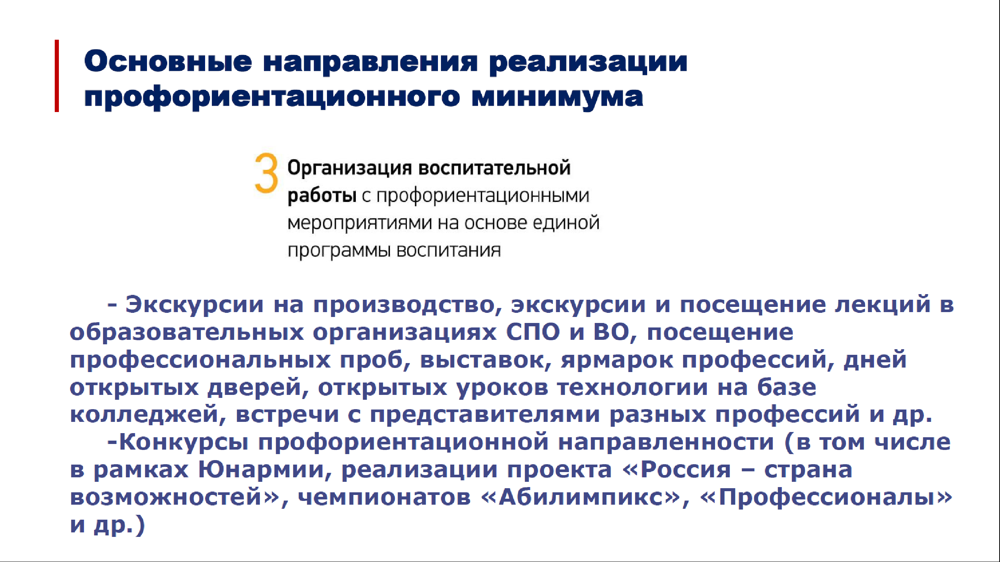 Основные направления реализации
профориентационного минимума
3 Организация воспитательной
работы с профориентационными
мероприятиями на основе единой
программы воспитания
- Экскурсии на производство, экскурсии и посещение лекций в
образовательных организациях СПО и ВО, посещение
профессиональных проб, выставок, ярмарок профессий, дней
открытых дверей, открытых уроков технологии на базе
колледжей, встречи с представителями разных профессий и др.
-Конкурсы профориентационной направленности (в том числе
в рамках Юнармии, реализации проекта «Россия – страна
возможностей», чемпионатов «Абилимпикс», «Профессионалы»
и др.)